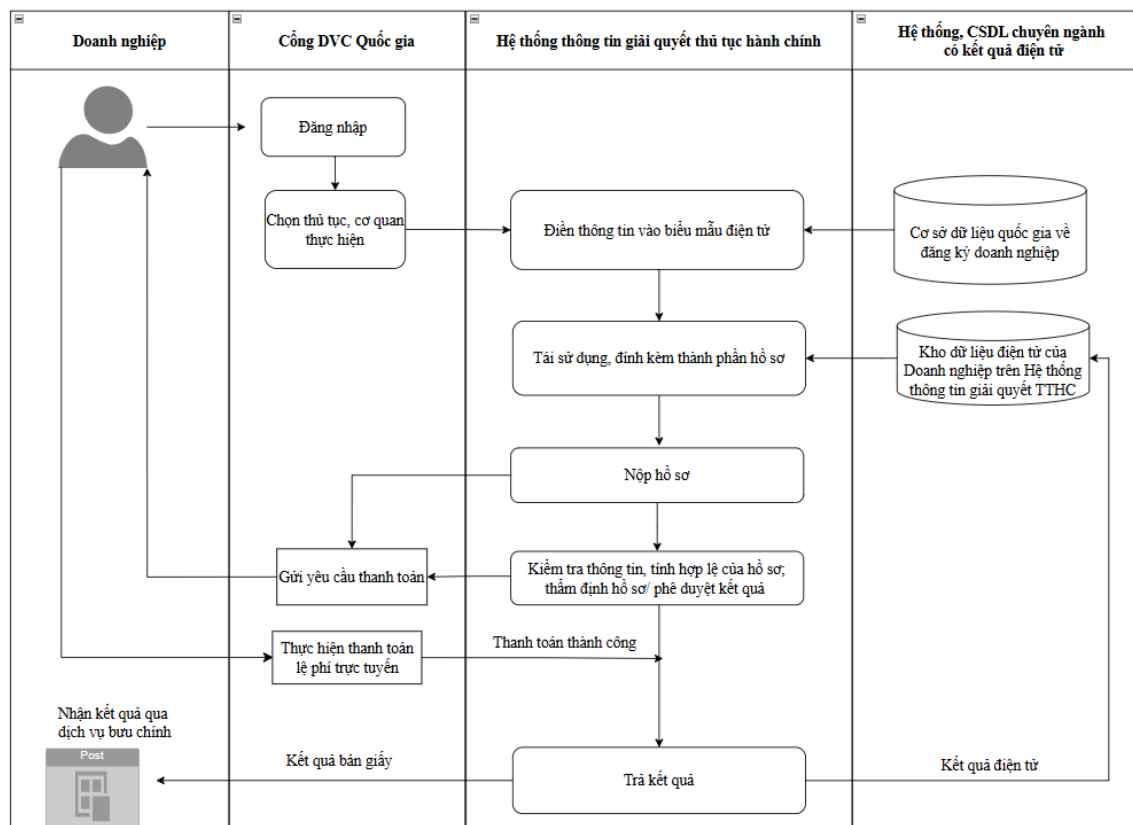 Doanh nghiệp
Cổng DVC Quốc gia
Hệ thống thông tin giải quyết thủ tục hành chính
Hệ thống, CSDL chuyên ngành
có kết quả điện tử
Đăng nhập
Chọn thủ tục, cơ quan
thực hiện
Điền thông tin vào biểu mẫu điện tử
Cơ sở dữ liệu quốc gia về
đăng ký doanh nghiệp
Tái sử dụng, đính kèm thành phần hồ sơ
Kho dữ liệu điện tử của
Doanh nghiệp trên Hệ thống
thông tin giải quyết TTHC
Nộp hồ sơ
Gửi yêu cầu thanh toán
Kiểm tra thông tin, tính hợp lệ của hồ sơ;
thẩm định hồ sơ/ phê duyệt kết quả
Thực hiện thanh toán
lệ phí trực tuyến
Thanh toán thành công
Nhận kết quả qua
dịch vụ bưu chính
Post
Kết quả bản giấy
Trả kết quả
Kết quả điện tử